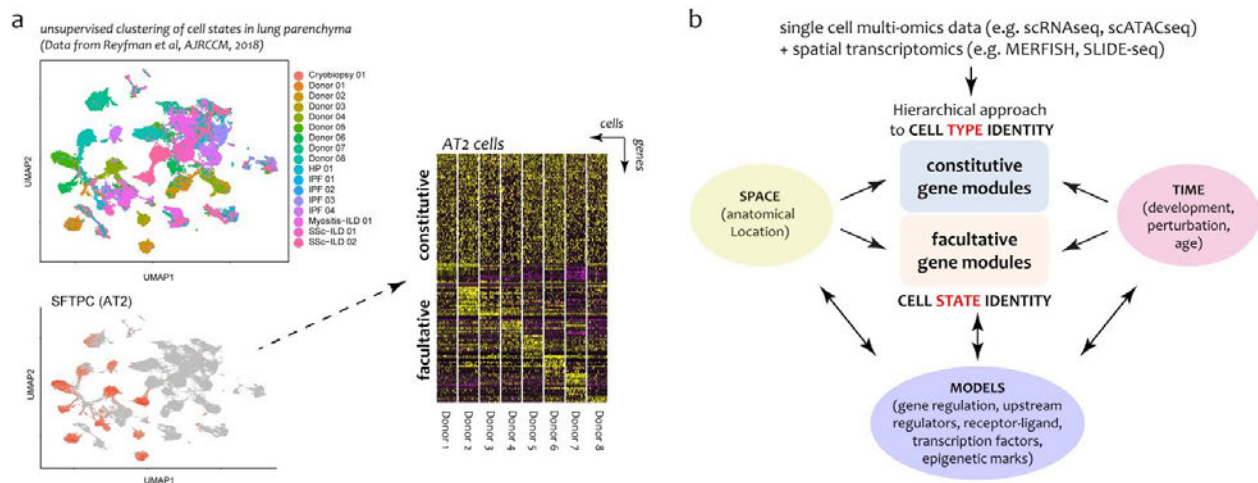 a
unsupervised clustering of cell states in lung parenchyma
(Data from Reyfman et al, AJRCCM, 2018)
UMAP2
UMAP1
Cryobiopsy 01
Donor 01
Donor 02
Donor 03
Donor 04
Donor 05
Donor 06
Donor 07
Donor 08
HP 01
IPF 01
IPF 02
IPF 03
IPF 04
Myositis-ILD 01
SSc-ILD 01
SSc-ILD 02
SFTPC (AT2)
UMAP2
UMAP1
AT2 cells
cells
genes
constitutive
facultative
Donor 1
Donor 2
Donor 3
Donor 4
Donor 5
Donor 6
Donor 7
Donor 8
b
single cell multi-omics data (e.g. scRNAseq, scATACseq)
+ spatial transcriptomics (e.g. MERFISH, SLIDE-seq)
Hierarchical approach
to CELL TYPE IDENTITY
constitutive
gene modules
facultative
gene modules
CELL STATE IDENTITY
SPACE
(anatomical
Location)
TIME
(development,
perturbation,
age)
MODELS
(gene regulation, upstream
regulators, receptor-ligand,
transcription factors,
epigenetic marks)